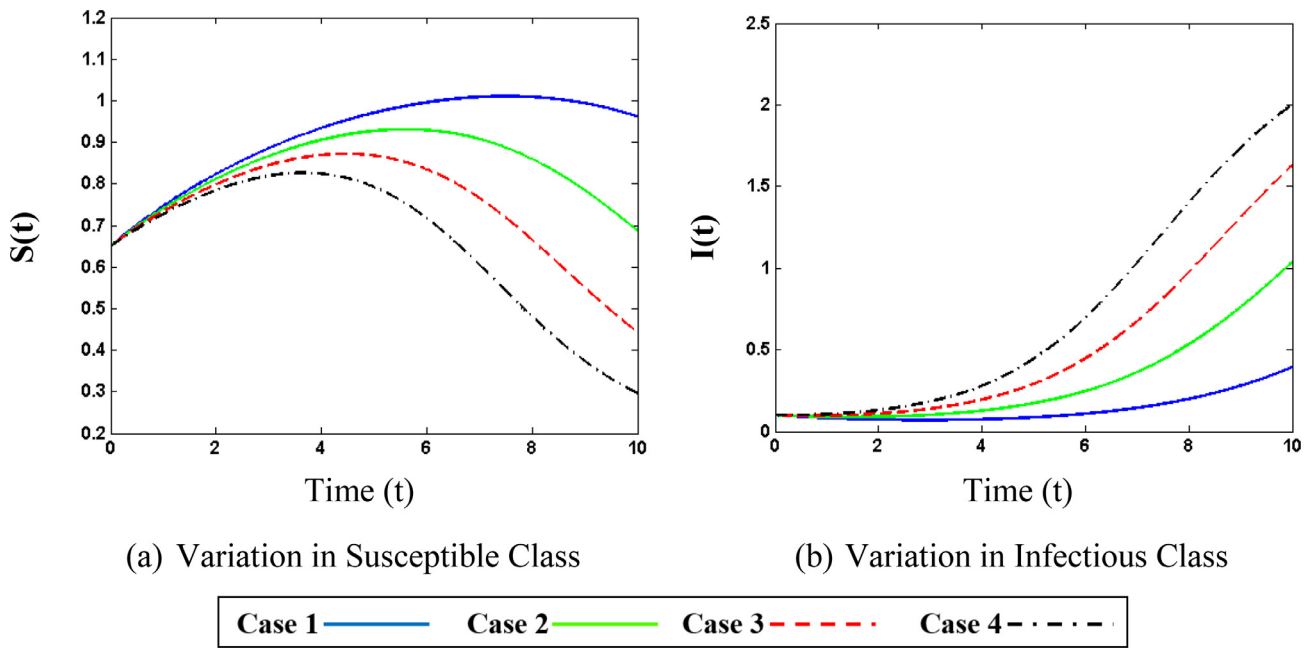 1.2
1.1
1
0.9
0.8
0.7
0.6
0.5
0.4
0.3
0.2
S(t)
0 2 4 6 8 10
Time (t)
(a) Variation in Susceptible Class
2.5
2
1.5
1
0.5
0
I(t)
0 2 4 6 8 10
Time (t)
(b) Variation in Infectious Class
Case 1 Case 2 Case 3 Case 4